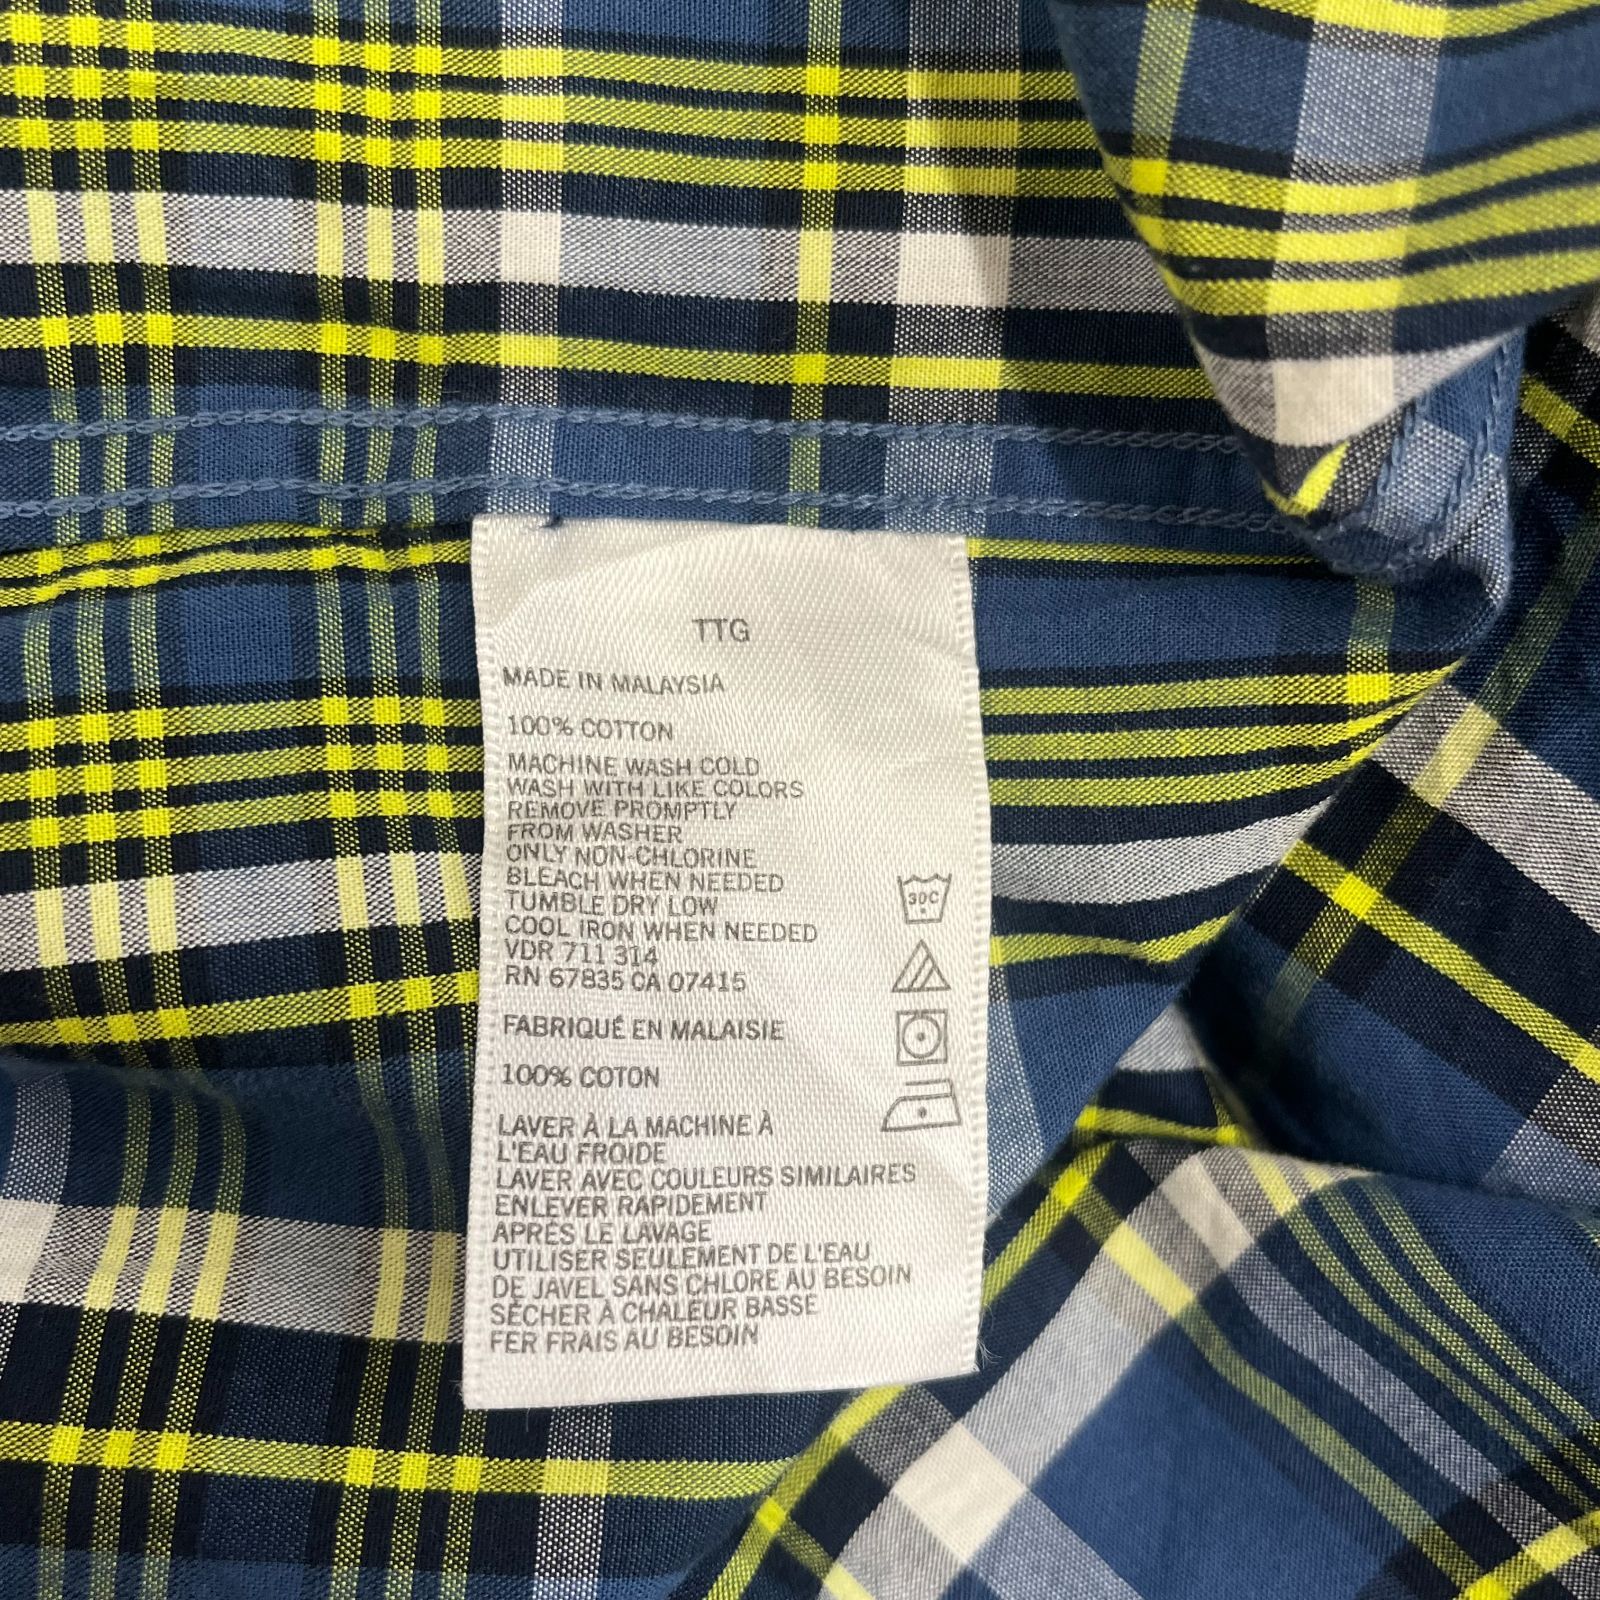 TTG
MADE IN MALAYSIA
100% COTTON
MACHINE WASH COLD
WASH WITH LIKE COLORS
REMOVE PROMPTLY
FROM WASHER
ONLY NON-CHLORINE
BLEACH WHEN NEEDED
TUMBLE DRY LOW
COOL IRON WHEN NEEDED
VDR 711 314
RN 67835 CA 07415
30C
FABRIQUÉ EN MALAISIE
100% COTON
LAVER À LA MACHINE À
L'EAU FROIDE
LAVER AVEC COULEURS SIMILAIRES
ENLEVER RAPIDEMENT
APRÈS LE LAVAGE
UTILISER SEULEMENT DE L'EAU
DE JAVEL SANS CHLORE AU BESOIN
SÉCHER À CHALEUR BASSE
FER FRAIS AU BESOIN